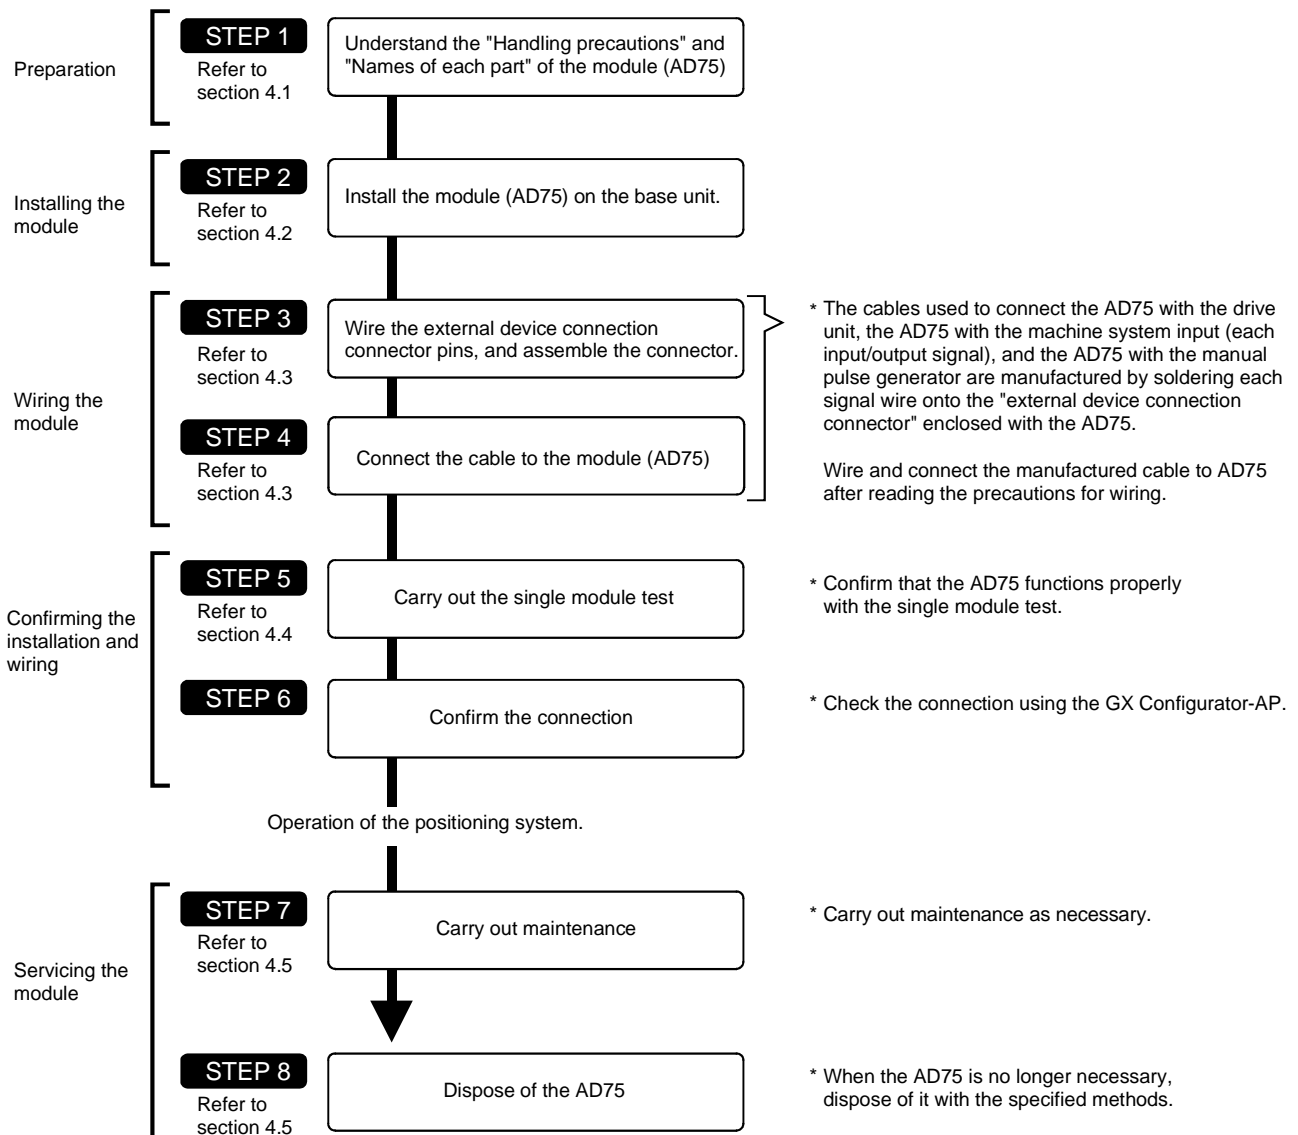 Preparation
STEP 1
Refer to
section 4.1
Understand the "Handling precautions" and
"Names of each part" of the module (AD75)
Installing the
module
STEP 2
Refer to
section 4.2
Install the module (AD75) on the base unit.
Wiring the
module
STEP 3
Refer to
section 4.3
Wire the external device connection
connector pins, and assemble the connector.
* The cables used to connect the AD75 with the drive
unit, the AD75 with the machine system input (each
input/output signal), and the AD75 with the manual
pulse generator are manufactured by soldering each
signal wire onto the "external device connection
connector" enclosed with the AD75.
STEP 4
Refer to
section 4.3
Connect the cable to the module (AD75)
Wire and connect the manufactured cable to AD75
after reading the precautions for wiring.
Confirming the
installation and
wiring
STEP 5
Refer to
section 4.4
Carry out the single module test
* Confirm that the AD75 functions properly
with the single module test.
STEP 6
Confirm the connection
* Check the connection using the GX Configurator-AP.
Operation of the positioning system.
Servicing the
module
STEP 7
Refer to
section 4.5
Carry out maintenance
* Carry out maintenance as necessary.
STEP 8
Refer to
section 4.5
Dispose of the AD75
* When the AD75 is no longer necessary,
dispose of it with the specified methods.